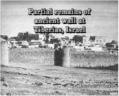 Partial remains of
ancient wall at
Tiberias, Israel